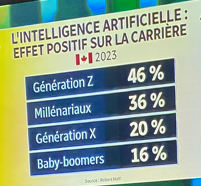 L'INTELLIGENCE ARTIFICIELLE :
EFFET POSITIF SUR LA CARRIÈRE
2023
Génération Z 46 %
Millénariaux 36 %
Génération X 20 %
Baby-boomers 16 %
Source : Robert Half